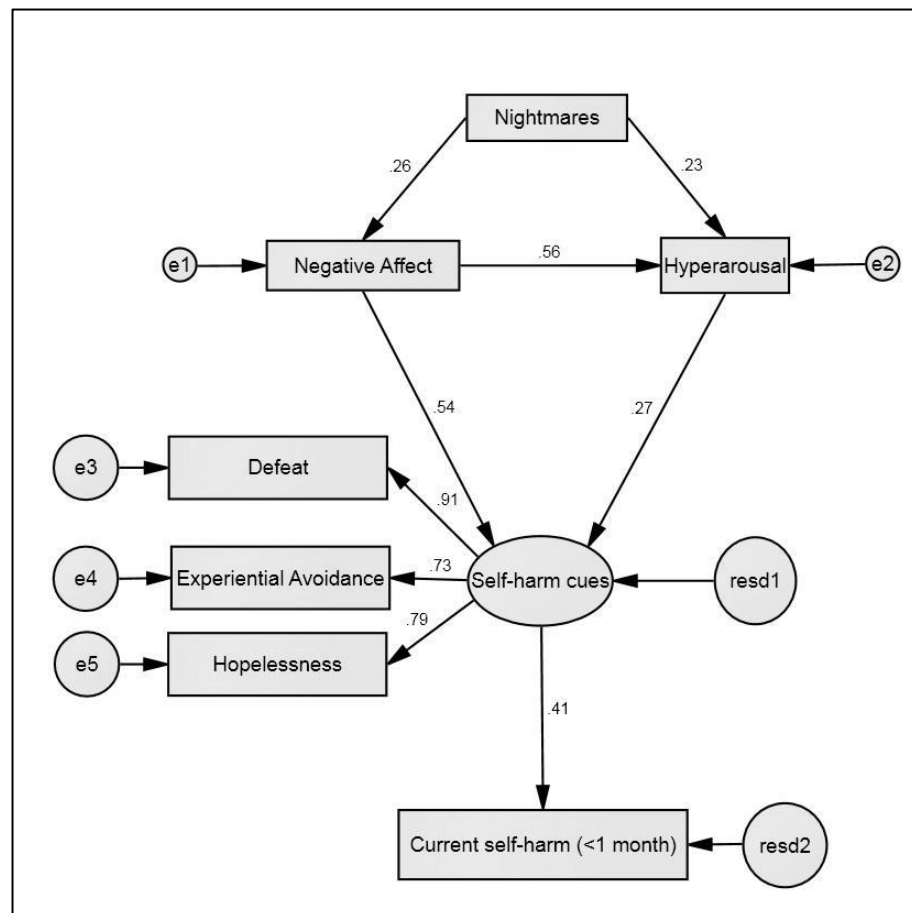 Nightmares
.26
.23
e1
Negative Affect
.56
Hyperarousal
e2
.54
.27
e3
Defeat
.91
e4
Experiential Avoidance
.73
Self-harm cues
resd1
e5
Hopelessness
.79
.41
Current self-harm (<1 month)
resd2